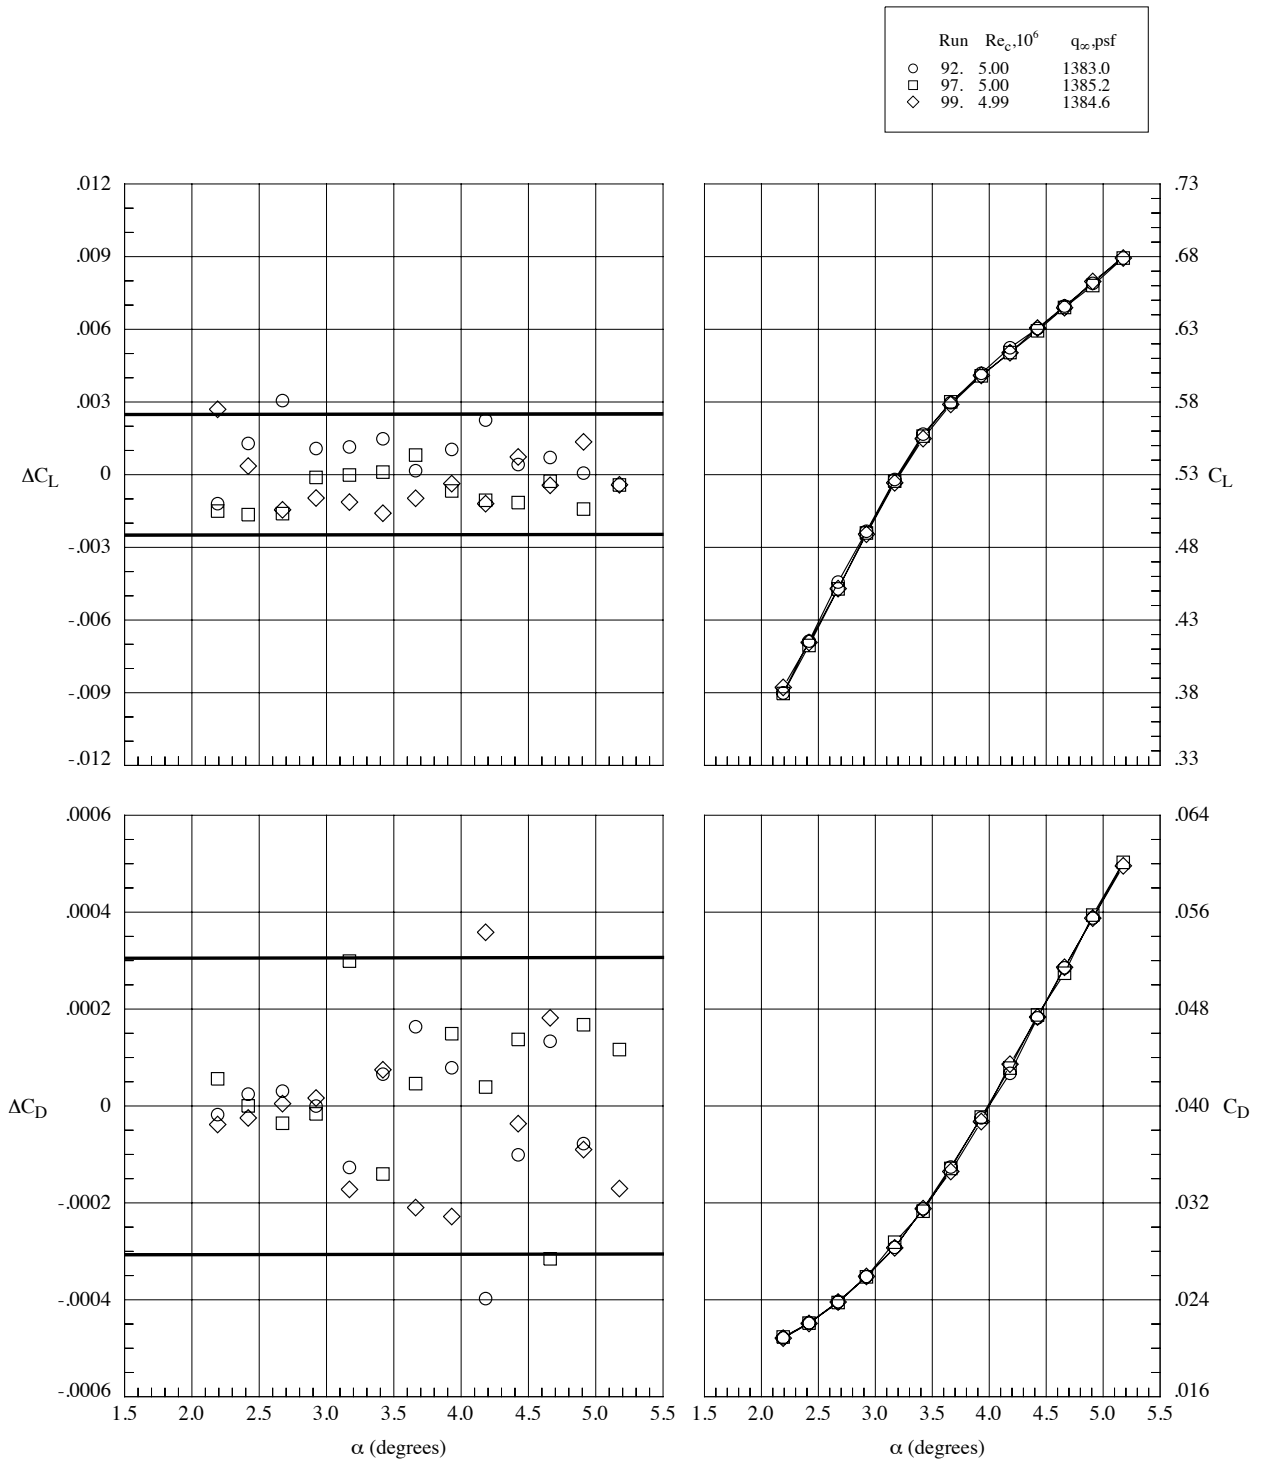 Run Re_c,10^6 q_∞,psf
92. 5.00 1383.0
97. 5.00 1385.2
99. 4.99 1384.6
.012
.009
.006
.003
0
-.003
-.006
-.009
-.012
ΔC_L
.73
.68
.63
.58
.53
.48
.43
.38
.33
C_L
.0006
.0004
.0002
0
-.0002
-.0004
-.0006
ΔC_D
1.5 2.0 2.5 3.0 3.5 4.0 4.5 5.0 5.5
α (degrees)
.064
.056
.048
.040
.032
.024
.016
C_D
1.5 2.0 2.5 3.0 3.5 4.0 4.5 5.0 5.5
α (degrees)